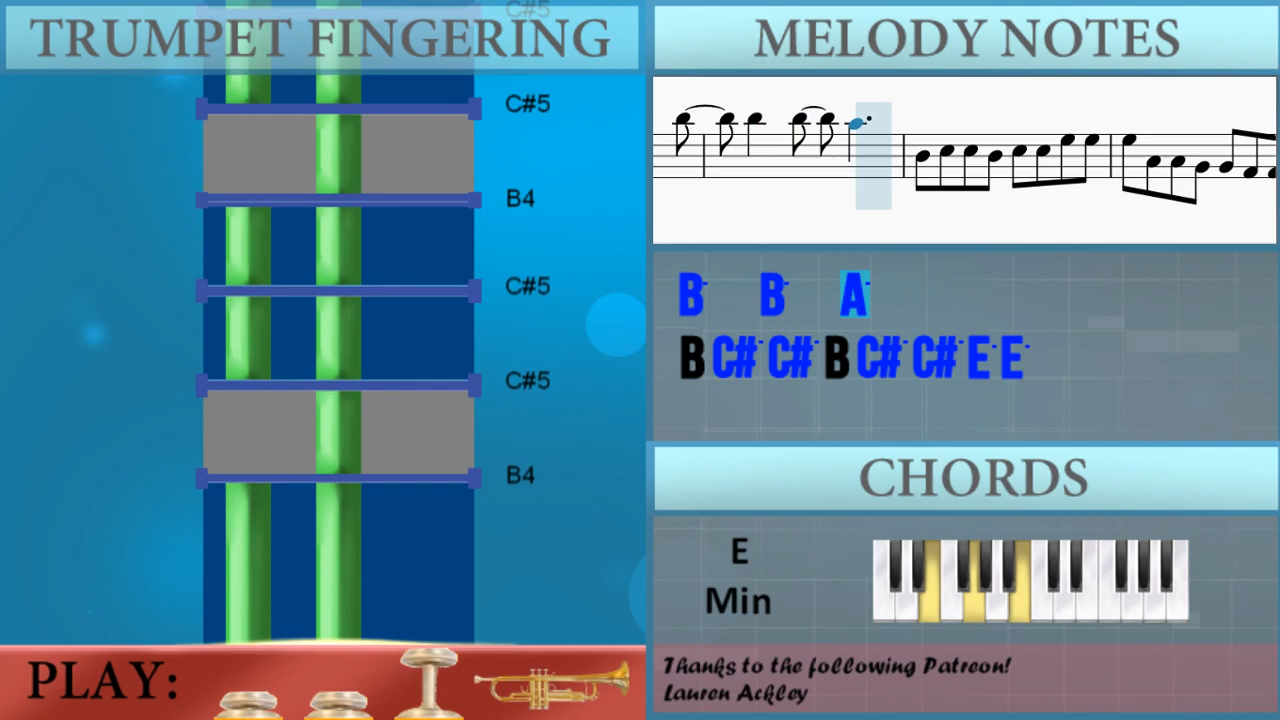 C#5
TRUMPET FINGERING
C#5
B4
C#5
C#5
B4
PLAY:
MELODY NOTES
B- B- A-
B C#- C#- B C#- C#- E- E-
CHORDS
E
Min
Thanks to the following Patreon!
Lauren Ackley